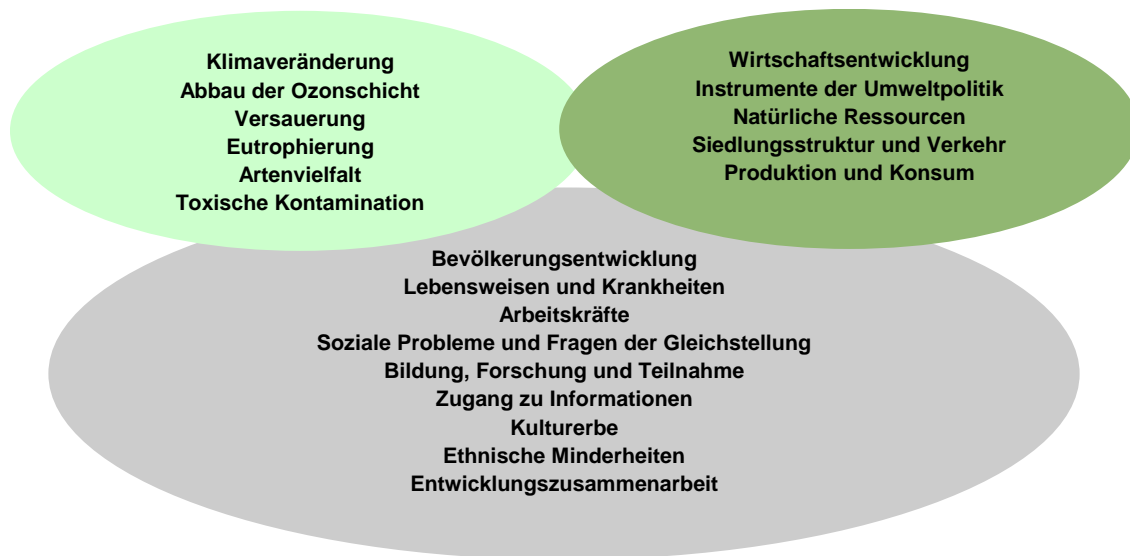 Klimaveränderung
Abbau der Ozonschicht
Versauerung
Eutrophierung
Artenvielfalt
Toxische Kontamination
Wirtschaftsentwicklung
Instrumente der Umweltpolitik
Natürliche Ressourcen
Siedlungsstruktur und Verkehr
Produktion und Konsum
Bevölkerungsentwicklung
Lebensweisen und Krankheiten
Arbeitskräfte
Soziale Probleme und Fragen der Gleichstellung
Bildung, Forschung und Teilnahme
Zugang zu Informationen
Kulturerbe
Ethnische Minderheiten
Entwicklungszusammenarbeit